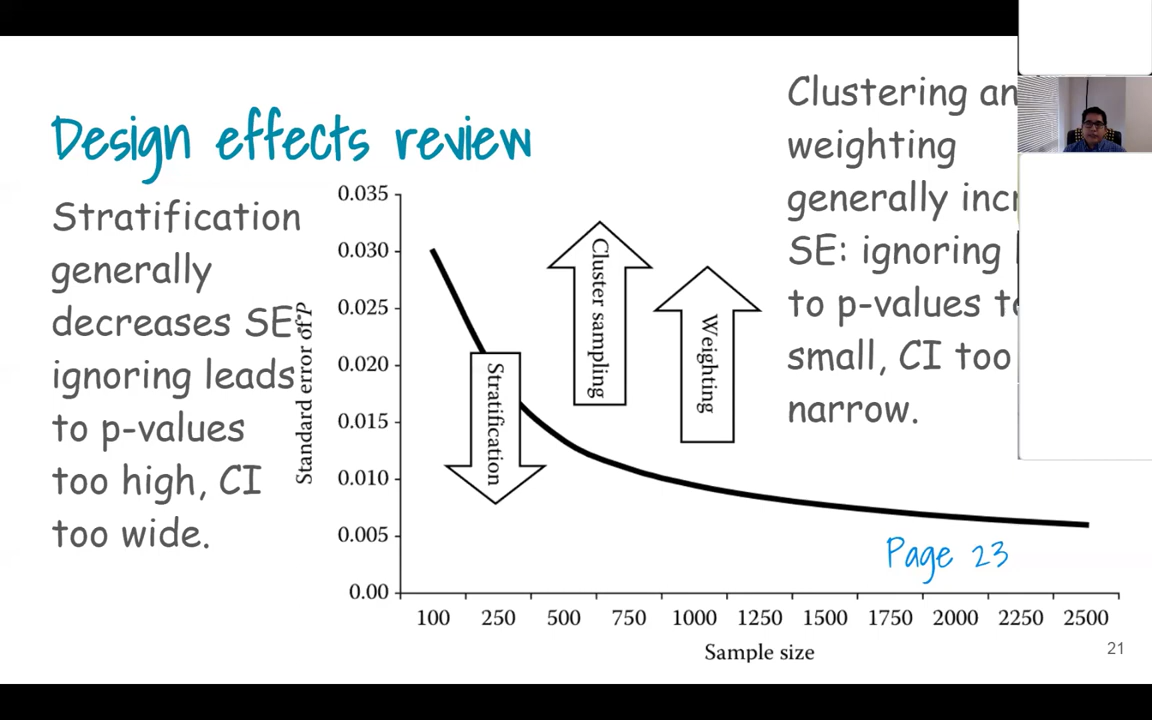 Design effects review
Stratification
generally
decreases SE:
ignoring leads
to p-values
too high, CI
too wide.
Standard error of P
0.035
0.030
0.025
0.020
0.015
0.010
0.005
0.00
Stratification
Cluster sampling
Weighting
100 250 500 750 1000 1250 1500 1750 2000 2250 2500
Sample size
Clustering an
weighting
generally incr
SE: ignoring
to p-values
small, CI too
narrow.
Page 23
21